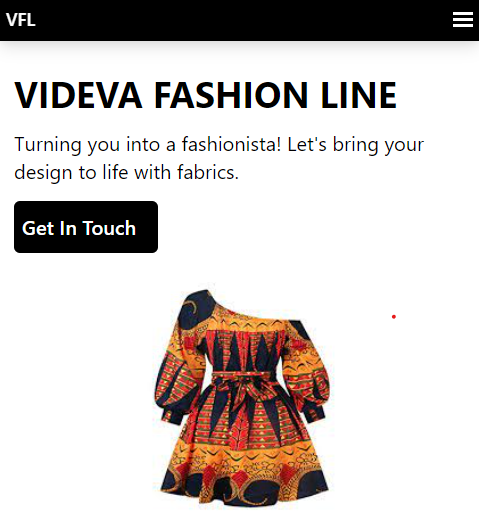 VFL
VIDEVA FASHION LINE
Turning you into a fashionista! Let's bring your
design to life with fabrics.
Get In Touch